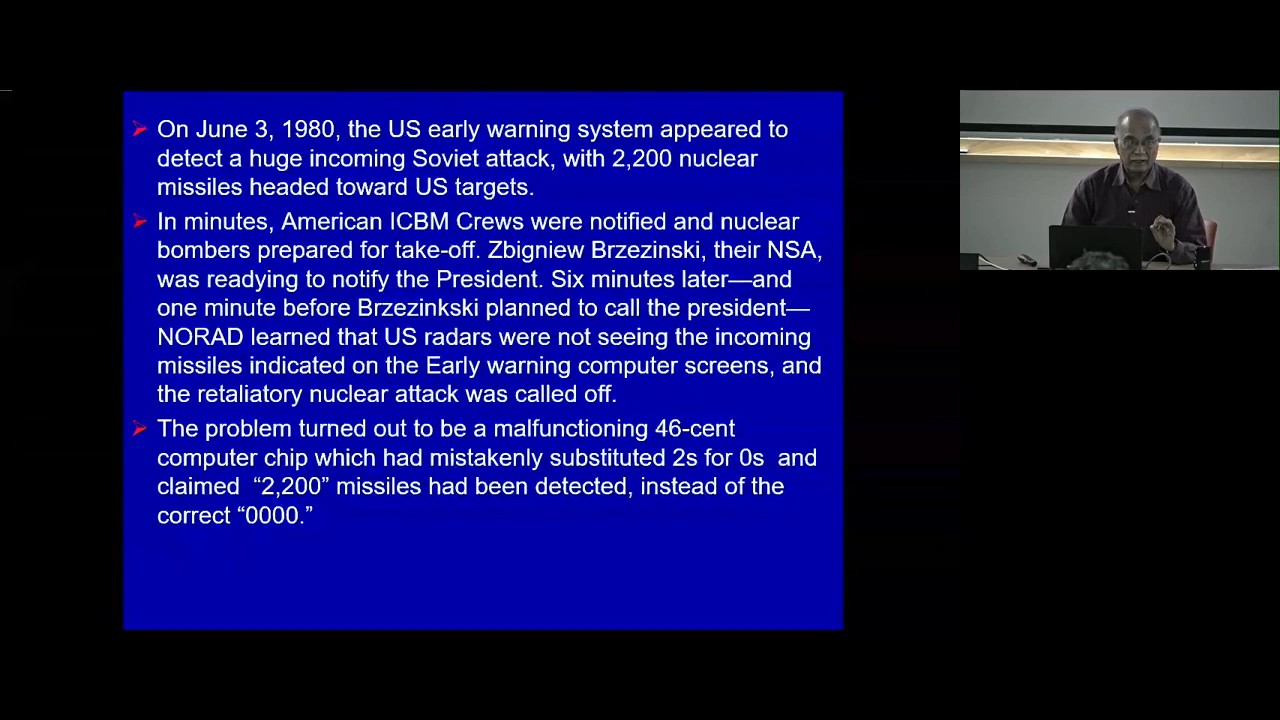 On June 3, 1980, the US early warning system appeared to
detect a huge incoming Soviet attack, with 2,200 nuclear
missiles headed toward US targets.
In minutes, American ICBM Crews were notified and nuclear
bombers prepared for take-off. Zbigniew Brzezinski, their NSA,
was readying to notify the President. Six minutes later—and
one minute before Brzezinkski planned to call the president—
NORAD learned that US radars were not seeing the incoming
missiles indicated on the Early warning computer screens, and
the retaliatory nuclear attack was called off.
The problem turned out to be a malfunctioning 46-cent
computer chip which had mistakenly substituted 2s for 0s  and
claimed  “2,200” missiles had been detected, instead of the
correct “0000.”